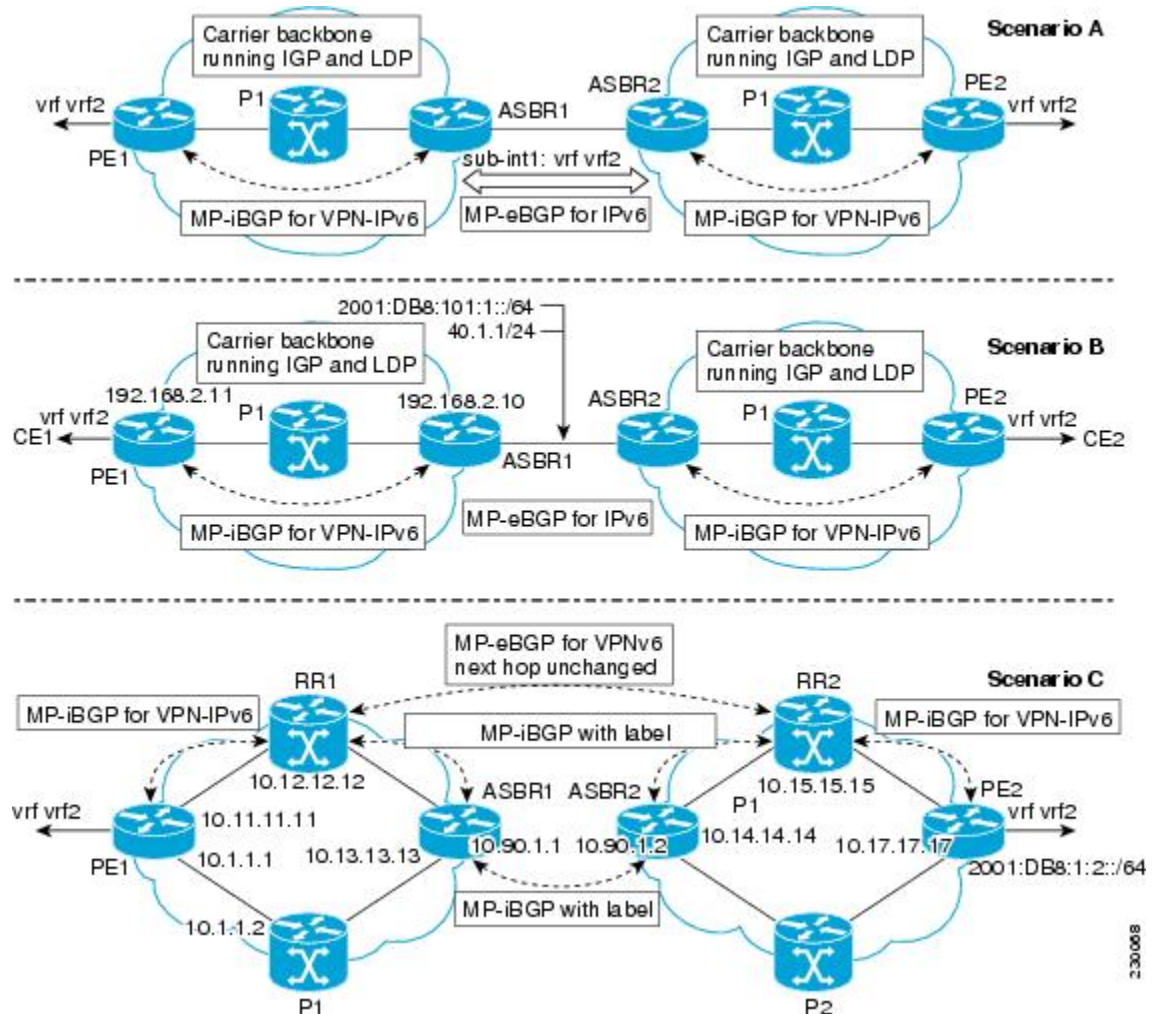 Scenario A
Carrier backbone
running IGP and LDP
Carrier backbone
running IGP and LDP
vrf vrf2
P1
ASBR1
ASBR2
P1
PE2
vrf vrf2
PE1
sub-int1: vrf vrf2
MP-iBGP for VPN-IPv6
MP-eBGP for IPv6
MP-iBGP for VPN-IPv6
2001:DB8:101:1::/64
40.1.1/24
Scenario B
Carrier backbone
running IGP and LDP
Carrier backbone
running IGP and LDP
192.168.2.11
P1
192.168.2.10
ASBR2
P1
PE2
vrf vrf2
CE1
vrf vrf2
CE2
PE1
ASBR1
MP-iBGP for VPN-IPv6
MP-eBGP for IPv6
MP-iBGP for VPN-IPv6
MP-eBGP for VPNv6
next hop unchanged
Scenario C
RR1
RR2
MP-iBGP for VPN-IPv6
MP-iBGP with label
MP-iBGP for VPN-IPv6
10.12.12.12
10.15.15.15
ASBR1
ASBR2
PE2
vrf vrf2
10.11.11.11
P1
10.14.14.14
vrf vrf2
PE1
10.1.1.1
10.13.13.13
10.90.1.1
10.90.1.2
10.17.17.17
2001:DB8:1:2::/64
MP-iBGP with label
10.1.1.2
P1
P2
230068